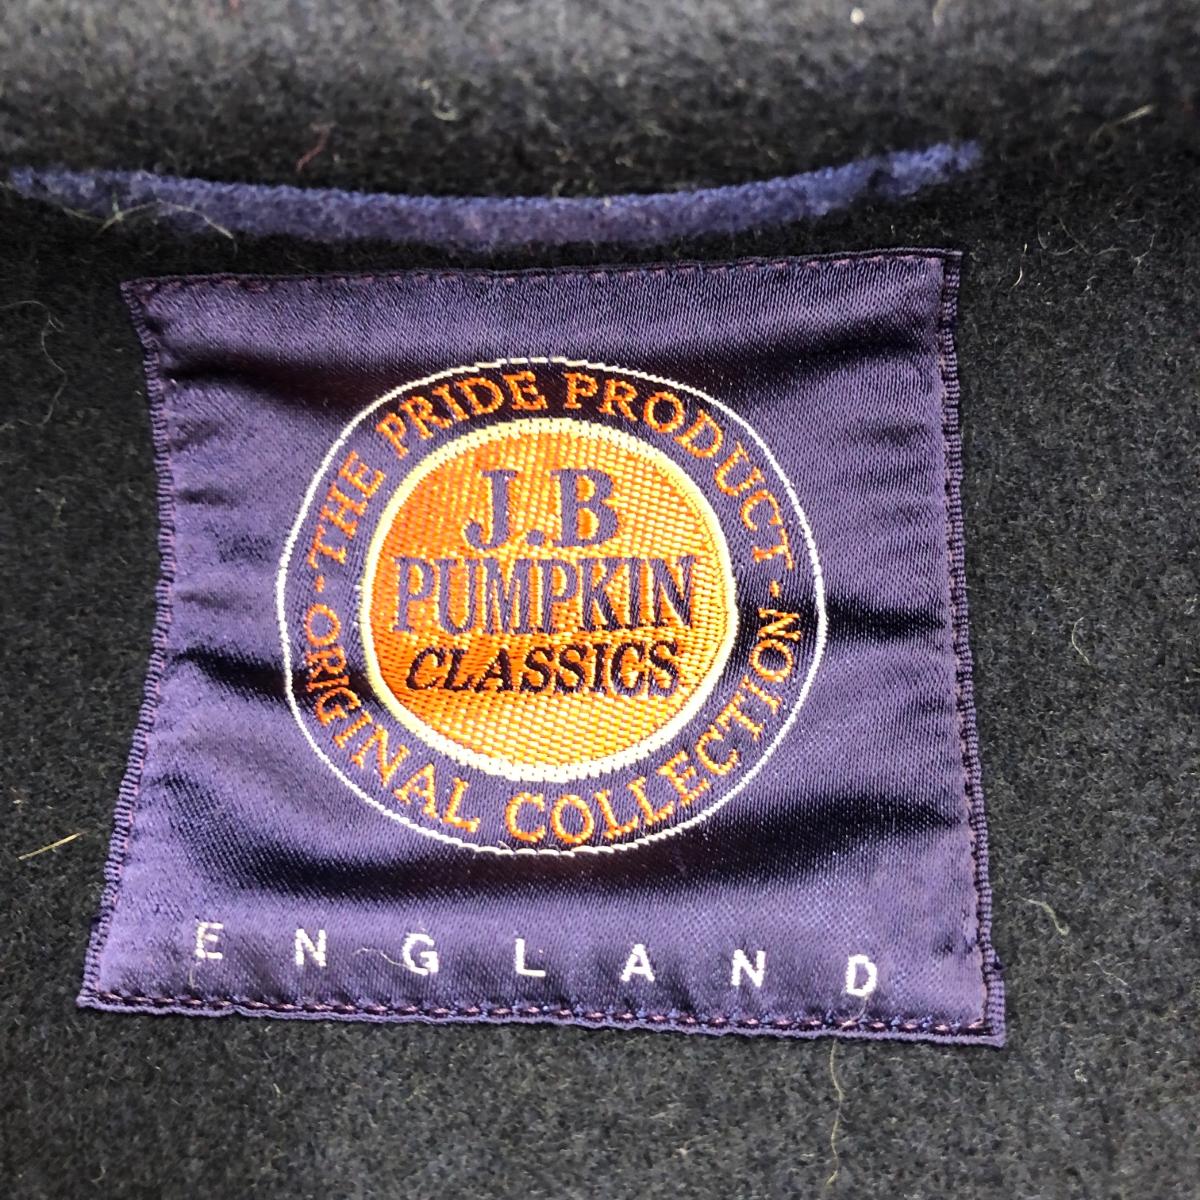 - THE PRIDE PRODUCT -
J.B
PUMPKIN
CLASSICS
ORIGINAL COLLECTION
ENGLAND